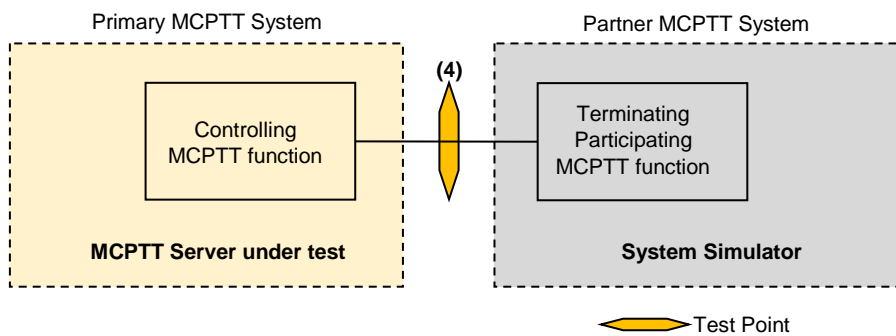 Primary MCPTT System
Partner MCPTT System
(4)
Controlling
MCPTT function
Terminating
Participating
MCPTT function
MCPTT Server under test
System Simulator
Test Point